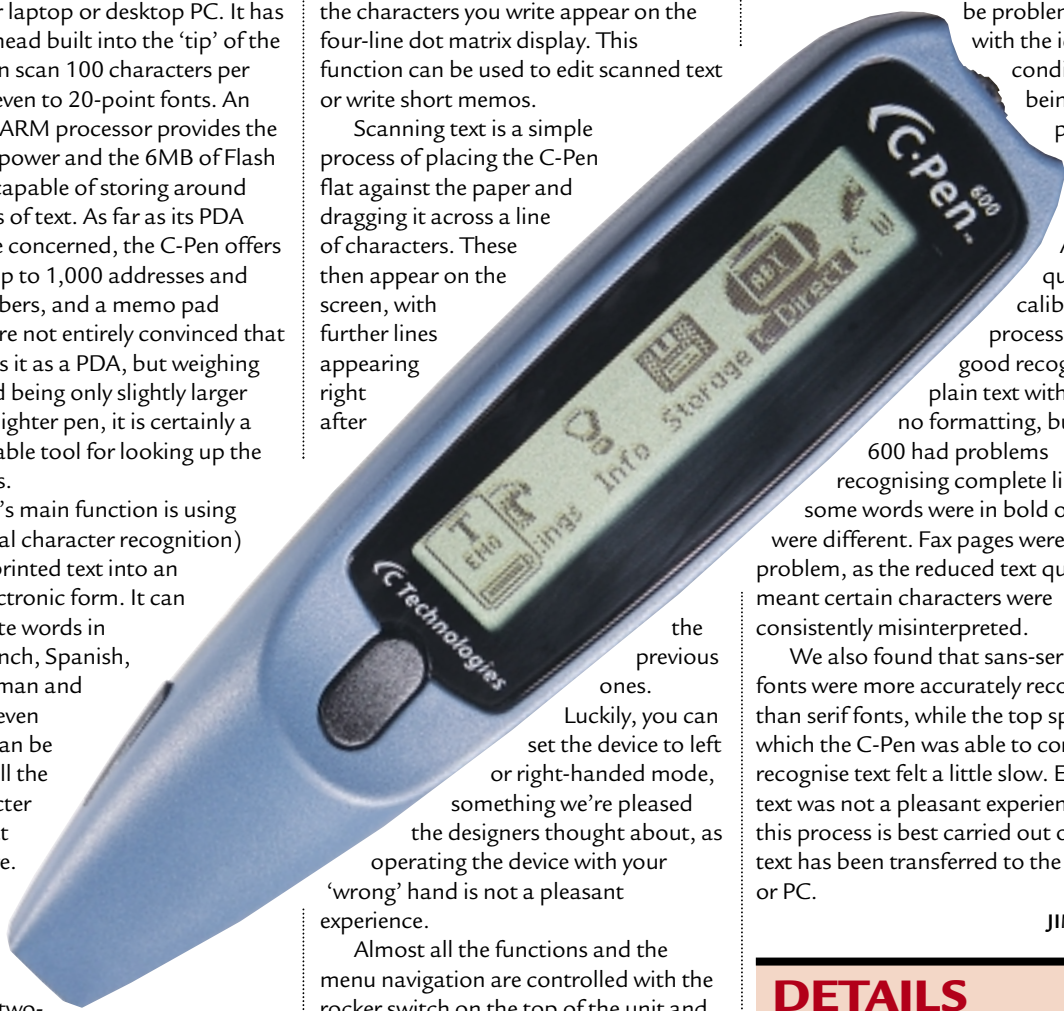 r laptop or desktop PC. It has
head built into the ‘tip’ of the
n scan 100 characters per
even to 20-point fonts. An
ARM processor provides the
power and the 6MB of Flash
capable of storing around
s of text. As far as its PDA
e concerned, the C-Pen offers
up to 1,000 addresses and
bers, and a memo pad
re not entirely convinced that
s it as a PDA, but weighing
d being only slightly larger
ighter pen, it is certainly a
able tool for looking up the
s.
’s main function is using
al character recognition)
printed text into an
ctronic form. It can
te words in
nch, Spanish,
man and
even
an be
ll the
cter
t
e.
two-
the characters you write appear on the
four-line dot matrix display. This
function can be used to edit scanned text
or write short memos.
Scanning text is a simple
process of placing the C-Pen
flat against the paper and
dragging it across a line
of characters. These
then appear on the
screen, with
further lines
appearing
right
after
the
previous
ones.
Luckily, you can
set the device to left
or right-handed mode,
something we’re pleased
the designers thought about, as
operating the device with your
‘wrong’ hand is not a pleasant
experience.
Almost all the functions and the
menu navigation are controlled with the
rocker switch on the top of the unit and
be problem
with the i
condi
bein
p
A
qu
calib
process
good recog
plain text with
no formatting, bu
600 had problems
recognising complete li
some words were in bold o
were different. Fax pages were
problem, as the reduced text qu
meant certain characters were
consistently misinterpreted.
We also found that sans-ser
fonts were more accurately reco
than serif fonts, while the top sp
which the C-Pen was able to co
recognise text felt a little slow. E
text was not a pleasant experien
this process is best carried out o
text has been transferred to the
or PC.
JI
DETAILS
C·Pen 600™
Direct
Storage
Info
ings
C Technologies